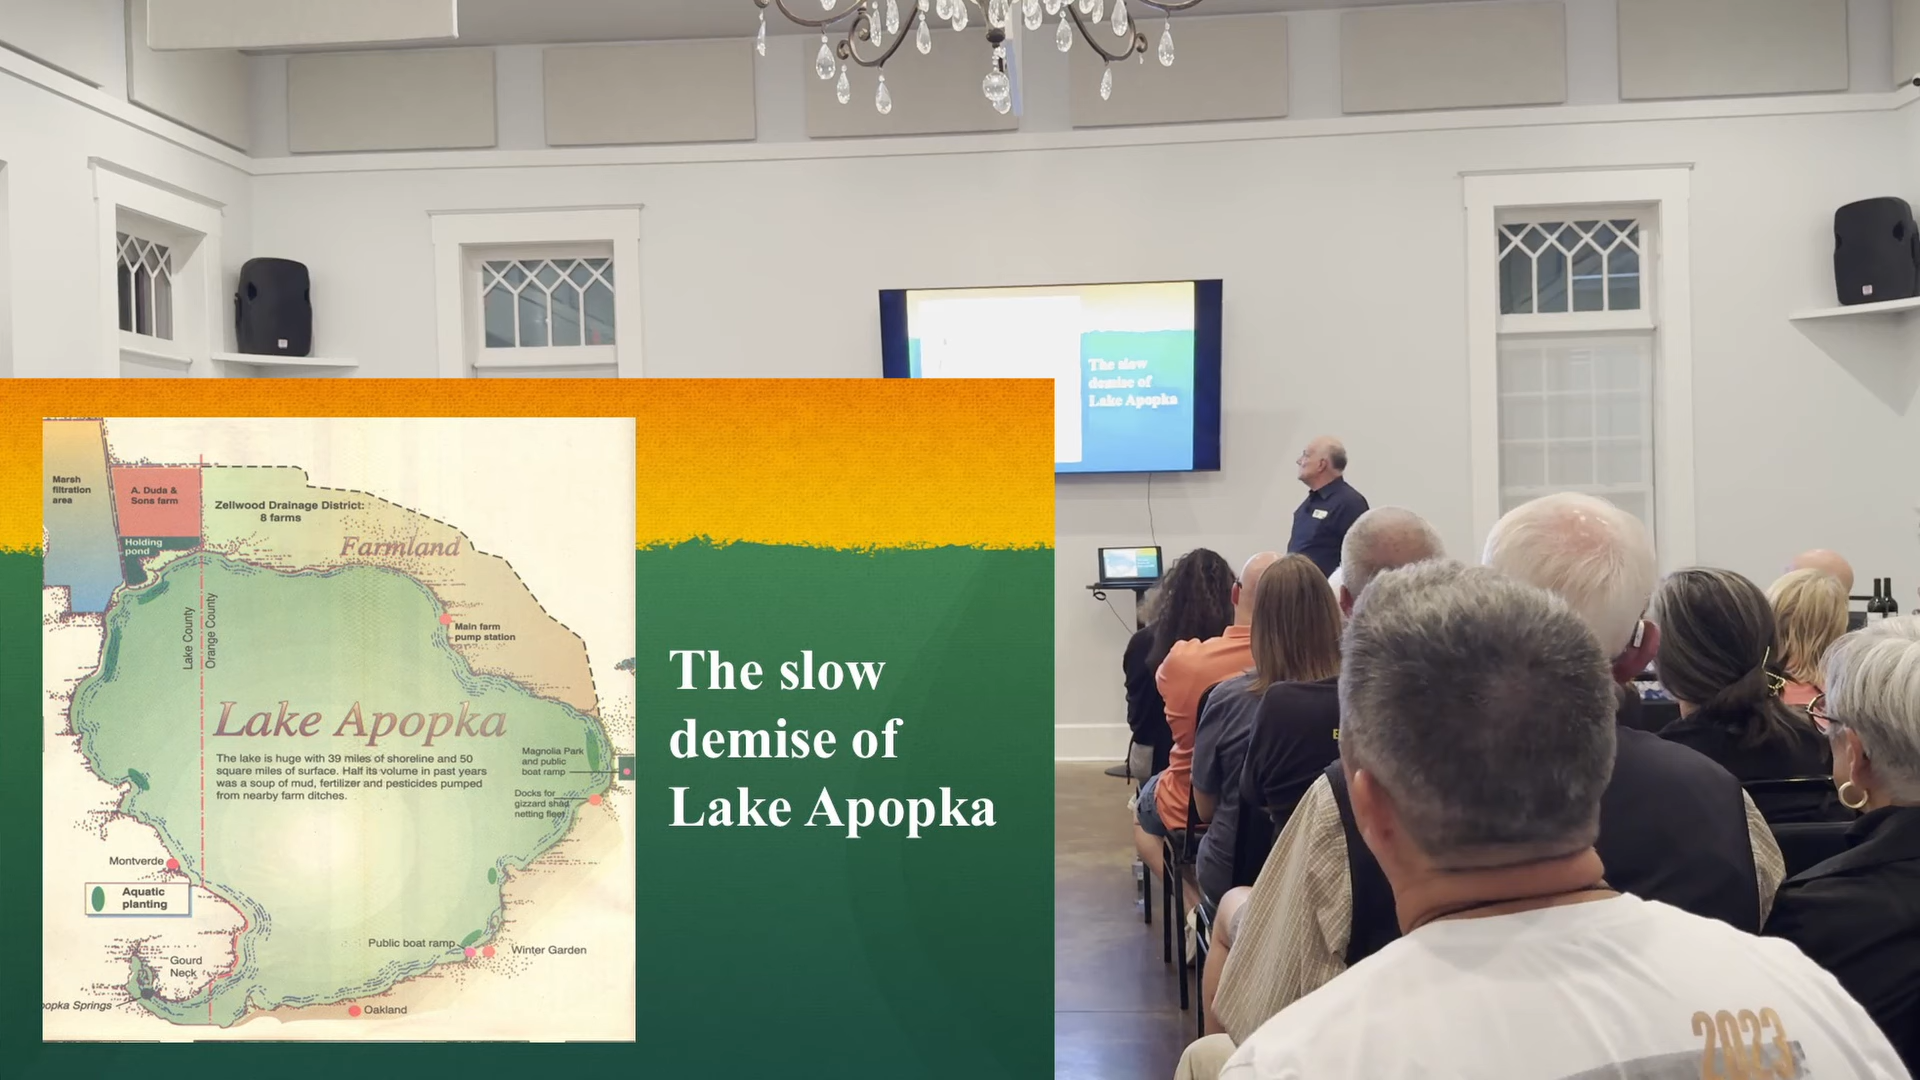 The slow
demise of
Lake Apopka
Marsh
filtration
area
A. Duda &
Sons farm
Zellwood Drainage District:
8 farms
Holding
pond
Farmland
Lake County
Orange County
Main farm
pump station
Lake Apopka
The lake is huge with 39 miles of shoreline and 50
square miles of surface. Half its volume in past years
was a soup of mud, fertilizer and pesticides pumped
from nearby farm ditches.
Magnolia Park
and public
boat ramp
Docks for
gizzard shad
netting fleet
Montverde
Aquatic
planting
Public boat ramp
Winter Garden
Gourd
Neck
opka Springs
Oakland
The slow
demise of
Lake Apopka
2023